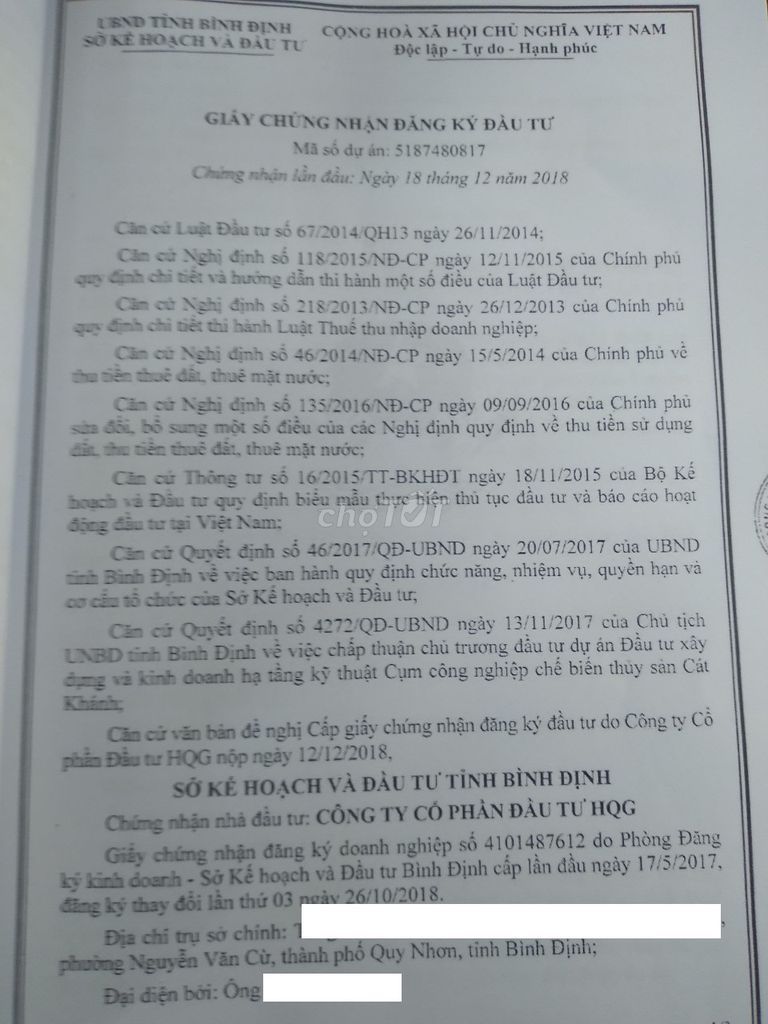 UBND TỈNH BÌNH ĐỊNH
SỞ KẾ HOẠCH VÀ ĐẦU TƯ
CỘNG HOÀ XÃ HỘI CHỦ NGHĨA VIỆT NAM
Độc lập - Tự do - Hạnh phúc
GIẤY CHỨNG NHẬN ĐĂNG KÝ ĐẦU TƯ
Mã số dự án: 5187480817
Chứng nhận lần đầu: Ngày 18 tháng 12 năm 2018
Căn cứ Luật Đầu tư số 67/2014/QH13 ngày 26/11/2014;
Căn cứ Nghị định số 118/2015/NĐ-CP ngày 12/11/2015 của Chính phủ
quy định chi tiết và hướng dẫn thi hành một số điều của Luật Đầu tư;
Căn cứ Nghị định số 218/2013/NĐ-CP ngày 26/12/2013 của Chính phủ
quy định chi tiết thi hành Luật Thuế thu nhập doanh nghiệp;
Căn cứ Nghị định số 46/2014/NĐ-CP ngày 15/5/2014 của Chính phủ về
thu tiền thuê đất, thuê mặt nước;
Căn cứ Nghị định số 135/2016/NĐ-CP ngày 09/09/2016 của Chính phủ
sửa đổi, bổ sung một số điều của các Nghị định quy định về thu tiền sử dụng
đất, thu tiền thuê đất, thuê mặt nước;
Căn cứ Thông tư số 16/2015/TT-BKHĐT ngày 18/11/2015 của Bộ Kế
hoạch và Đầu tư quy định biểu mẫu thực hiện thủ tục đầu tư và báo cáo hoạt
động đầu tư tại Việt Nam;
chợTỐT
Căn cứ Quyết định số 46/2017/QĐ-UBND ngày 20/07/2017 của UBND
tỉnh Bình Định về việc ban hành quy định chức năng, nhiệm vụ, quyền hạn và
cơ cấu tổ chức của Sở Kế hoạch và Đầu tư;
Căn cứ Quyết định số 4272/QĐ-UBND ngày 13/11/2017 của Chủ tịch
UNBD tỉnh Bình Định về việc chấp thuận chủ trương đầu tư dự án Đầu tư xây
dựng và kinh doanh hạ tầng kỹ thuật Cụm công nghiệp chế biến thủy sản Cát
Khánh;
Căn cứ văn bản đề nghị Cấp giấy chứng nhận đăng ký đầu tư do Công ty Cổ
phần Đầu tư HQG nộp ngày 12/12/2018,
SỞ KẾ HOẠCH VÀ ĐẦU TƯ TỈNH BÌNH ĐỊNH
Chứng nhận nhà đầu tư: CÔNG TY CỔ PHẦN ĐẦU TƯ HQG
Giấy chứng nhận đăng ký doanh nghiệp số 4101487612 do Phòng Đăng
ký kinh doanh - Sở Kế hoạch và Đầu tư Bình Định cấp lần đầu ngày 17/5/2017,
đăng ký thay đổi lần thứ 03 ngày 26/10/2018.
Địa chỉ trụ sở chính:
phường Nguyễn Văn Cừ, thành phố Quy Nhơn, tỉnh Bình Định;
Đại diện bởi: Ông